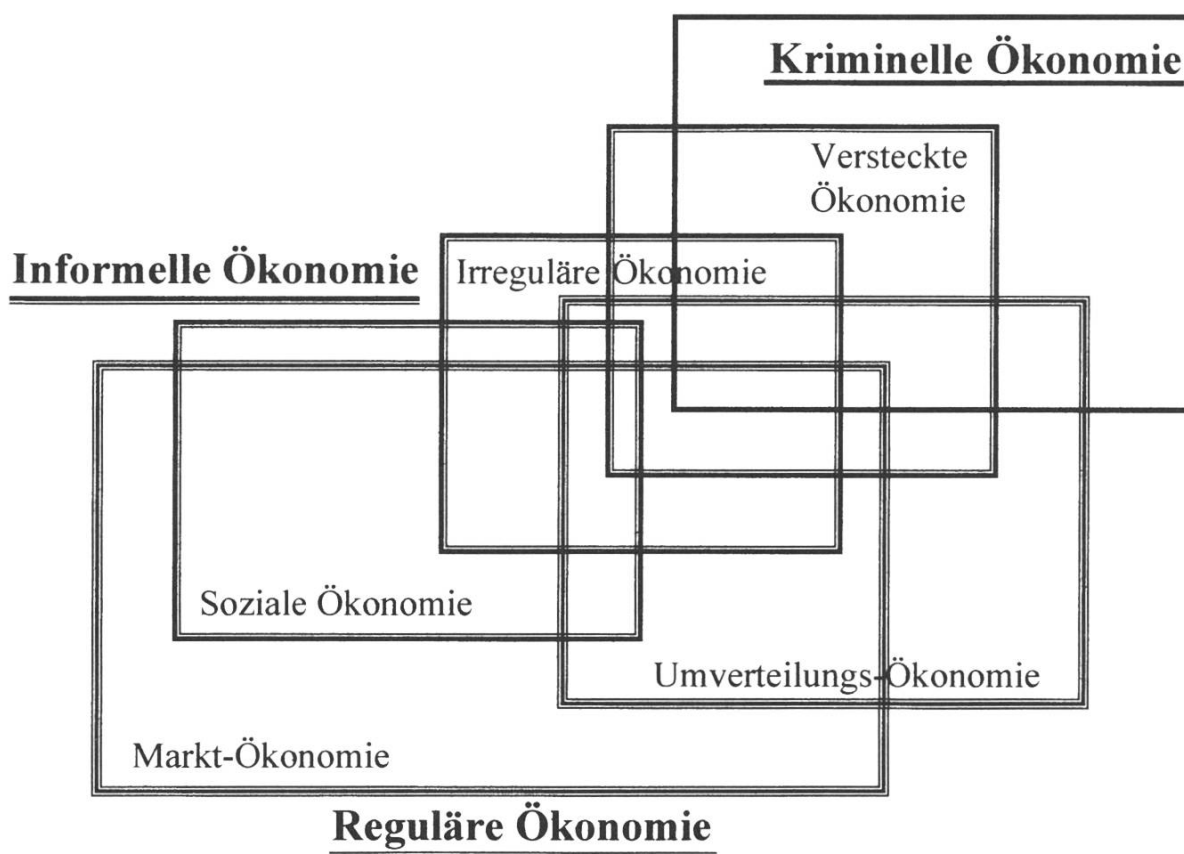 Kriminelle Ökonomie
Versteckte
Ökonomie
Informelle Ökonomie
Irreguläre Ökonomie
Soziale Ökonomie
Umverteilungs-Ökonomie
Markt-Ökonomie
Reguläre Ökonomie